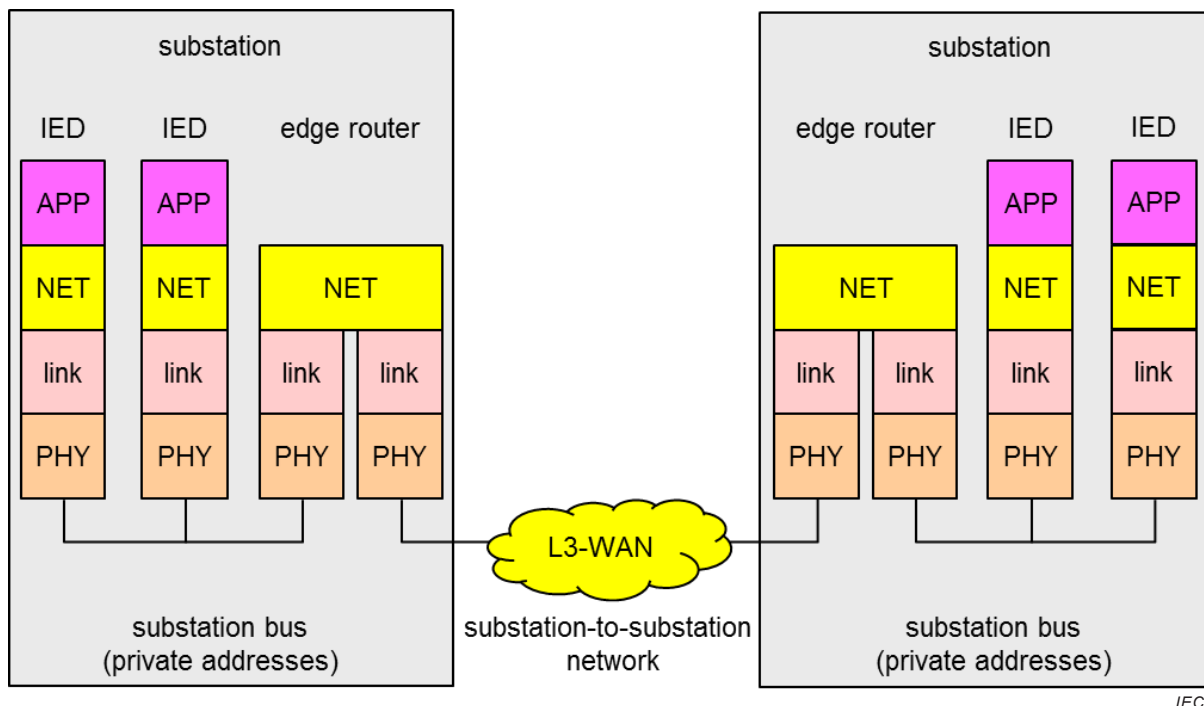 substation
substation
IED
IED
edge router
edge router
IED
IED
APP
APP
APP
APP
NET
NET
NET
NET
NET
NET
link
link
link
link
link
link
link
link
PHY
PHY
PHY
PHY
PHY
PHY
PHY
PHY
L3-WAN
substation bus
(private addresses)
substation-to-substation
network
substation bus
(private addresses)
IEC